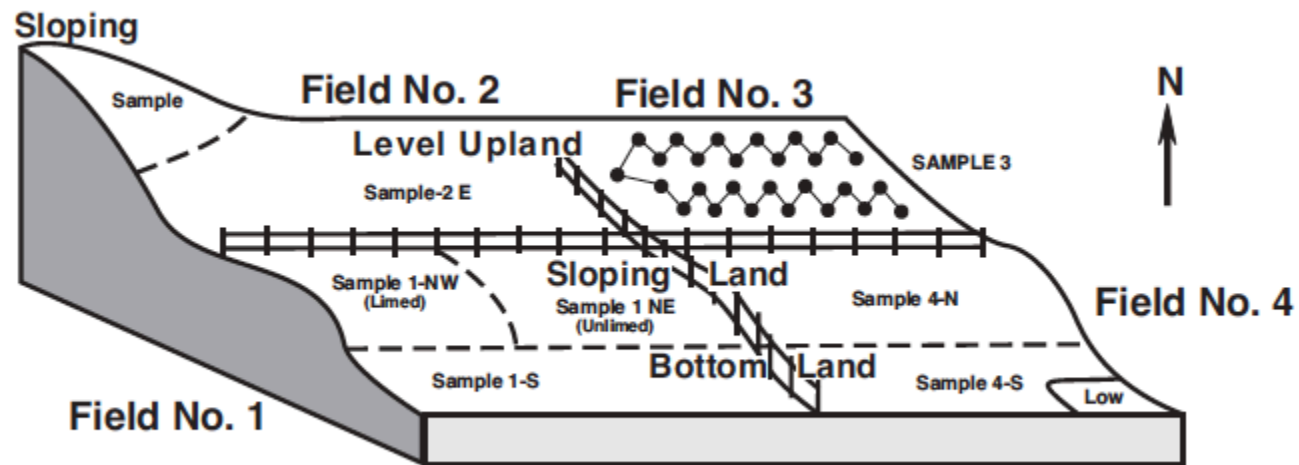 Sloping
Sample
Field No. 2
Field No. 3
N
Level Upland
SAMPLE 3
Sample-2 E
Sloping Land
Sample 1-NW
(Limed)
Sample 1 NE
(Unlimed)
Sample 4-N
Field No. 4
Bottom Land
Sample 1-S
Sample 4-S
Low
Field No. 1